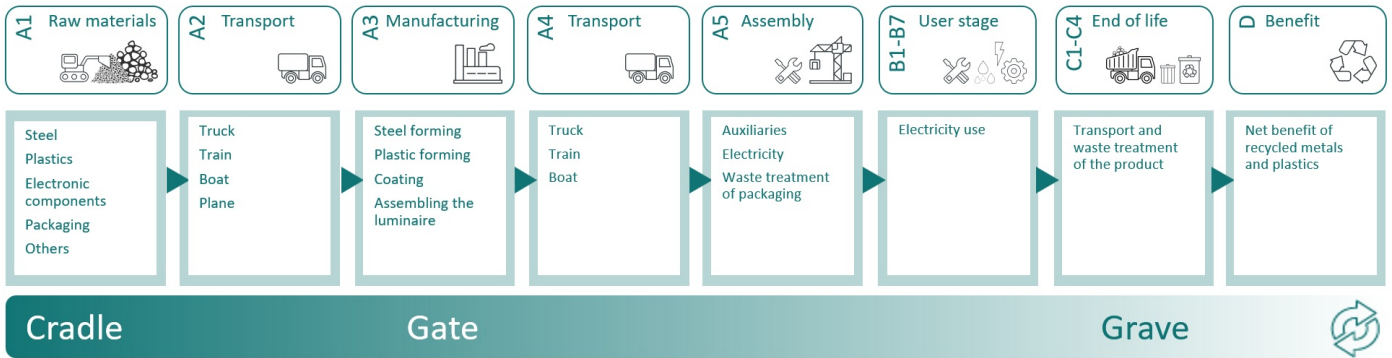 A1 Raw materials
A2 Transport
A3 Manufacturing
A4 Transport
A5 Assembly
B1-B7 User stage
C1-C4 End of life
D Benefit
Steel
Plastics
Electronic
components
Packaging
Others
Truck
Train
Boat
Plane
Steel forming
Plastic forming
Coating
Assembling the
luminaire
Truck
Train
Boat
Auxiliaries
Electricity
Waste treatment
of packaging
Electricity use
Transport and
waste treatment
of the product
Net benefit of
recycled metals
and plastics
Cradle
Gate
Grave